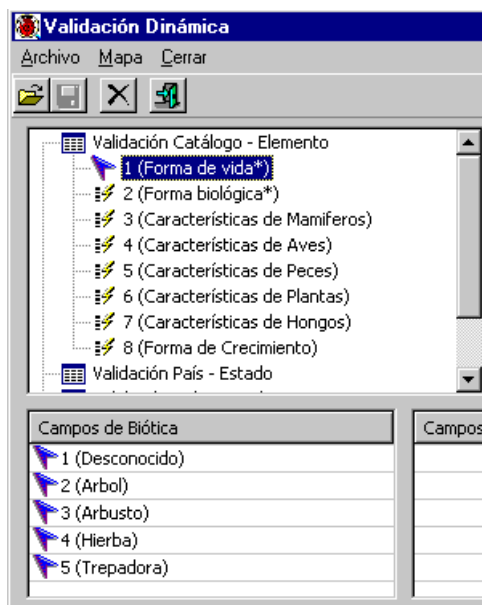 Validación Dinámica
Archivo Mapa Cerrar
Validación Catálogo - Elemento
1 (Forma de vida*)
2 (Forma biológica*)
3 (Características de Mamiferos)
4 (Características de Aves)
5 (Características de Peces)
6 (Características de Plantas)
7 (Características de Hongos)
8 (Forma de Crecimiento)
Validación País - Estado
Campos de Biótica Campos
1 (Desconocido)
2 (Arbol)
3 (Arbusto)
4 (Hierba)
5 (Trepadora)